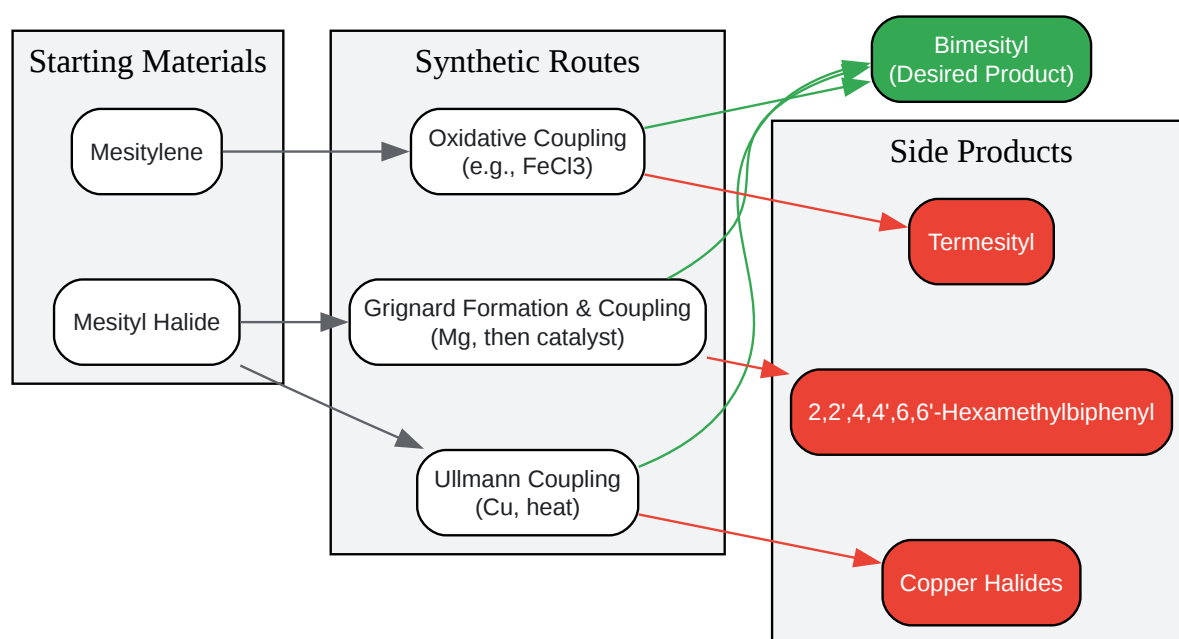 Starting Materials
Mesitylene
Mesityl Halide
Synthetic Routes
Oxidative Coupling
(e.g., FeCl3)
Grignard Formation & Coupling
(Mg, then catalyst)
Ullmann Coupling
(Cu, heat)
Bimesityl
(Desired Product)
Side Products
Termesityl
2,2',4,4',6,6'-Hexamethylbiphenyl
Copper Halides